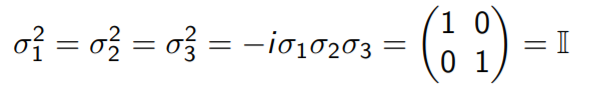 σ₁² = σ₂² = σ₃² = −iσ₁σ₂σ₃ = (1 0; 0 1) = 𝕀